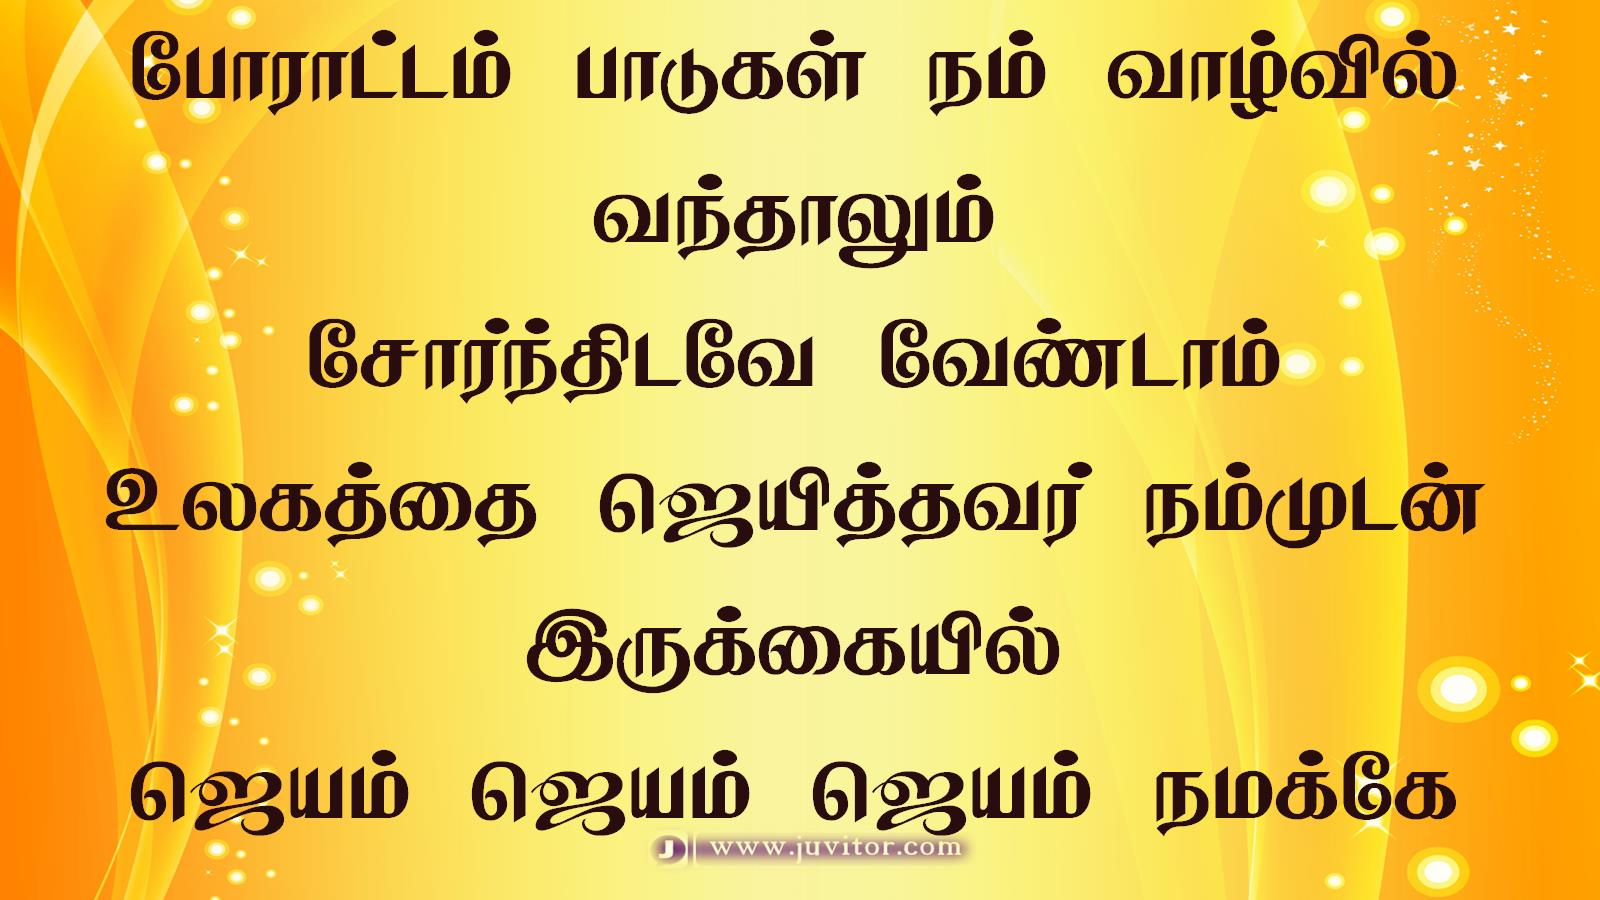 போராட்டம் பாடுகள் நம் வாழ்வில்
வந்தாலும்
சோர்ந்திடவே வேண்டாம்
உலகத்தை ஜெயித்தவர் நம்முடன்
இருக்கையில்
ஜெயம் ஜெயம் ஜெயம் நமக்கே
J www.juvitor.com